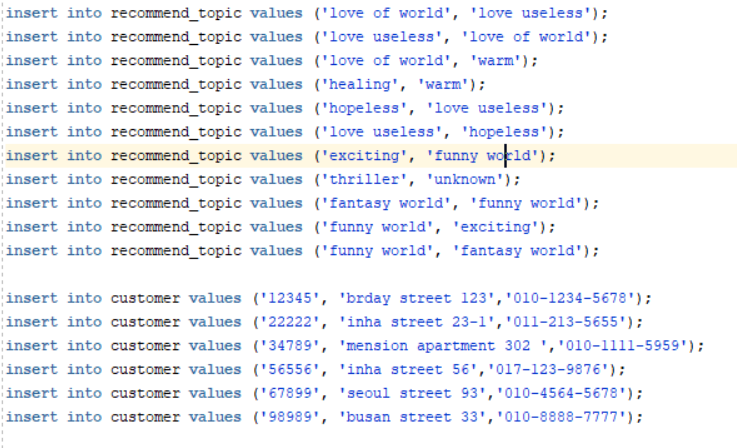 insert into recommend_topic values ('love of world', 'love useless');
insert into recommend_topic values ('love useless', 'love of world');
insert into recommend_topic values ('love of world', 'warm');
insert into recommend_topic values ('healing', 'warm');
insert into recommend_topic values ('hopeless', 'love useless');
insert into recommend_topic values ('love useless', 'hopeless');
insert into recommend_topic values ('exciting', 'funny world');
insert into recommend_topic values ('thriller', 'unknown');
insert into recommend_topic values ('fantasy world', 'funny world');
insert into recommend_topic values ('funny world', 'exciting');
insert into recommend_topic values ('funny world', 'fantasy world');
insert into customer values ('12345', 'brday street 123','010-1234-5678');
insert into customer values ('22222', 'inha street 23-1','011-213-5655');
insert into customer values ('34789', 'mension apartment 302 ','010-1111-5959');
insert into customer values ('56556', 'inha street 56','017-123-9876');
insert into customer values ('67899', 'seoul street 93','010-4564-5678');
insert into customer values ('98989', 'busan street 33','010-8888-7777');